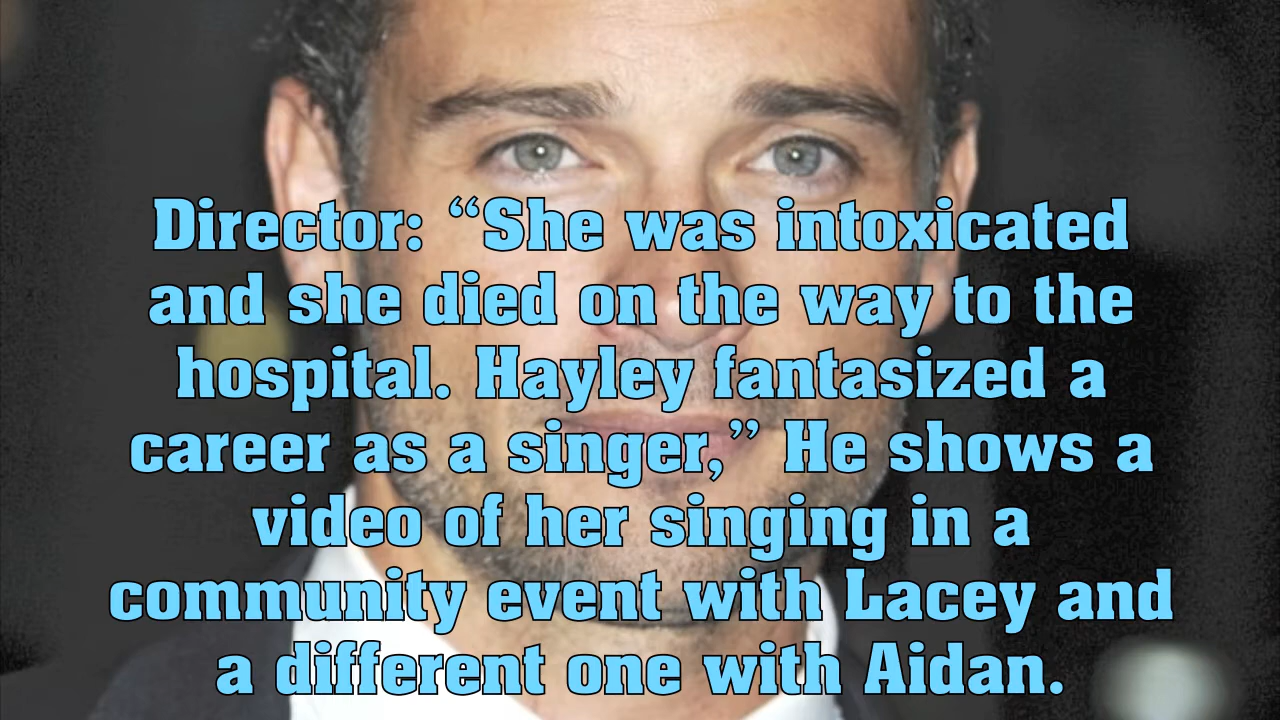 Director: “She was intoxicated
and she died on the way to the
hospital. Hayley fantasized a
career as a singer,” He shows a
video of her singing in a
community event with Lacey and
a different one with Aidan.